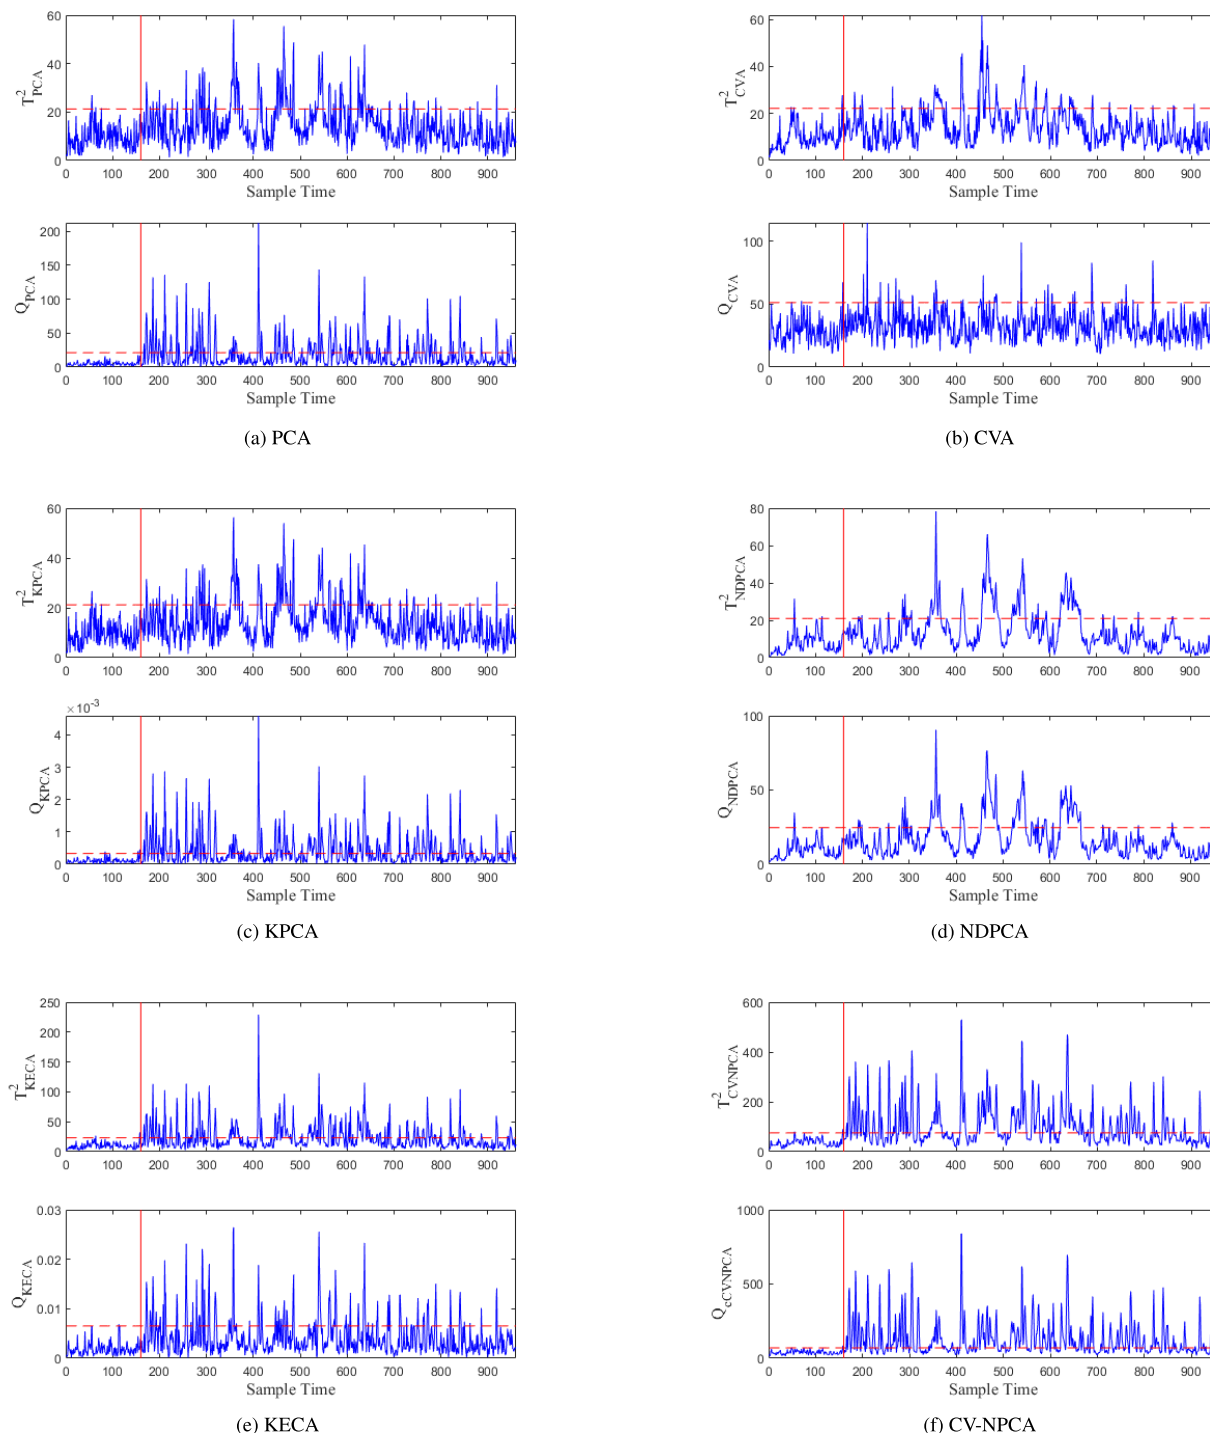 60
40
20
0
T²PCA
0 100 200 300 400 500 600 700 800 900
Sample Time
200
150
100
50
0
QPCA
0 100 200 300 400 500 600 700 800 900
Sample Time
(a) PCA
60
40
20
0
T²CVA
0 100 200 300 400 500 600 700 800 900
Sample Time
100
50
0
QCVA
0 100 200 300 400 500 600 700 800 900
Sample Time
(b) CVA
60
40
20
0
T²KPCA
0 100 200 300 400 500 600 700 800 900
Sample Time
×10⁻³
4
3
2
1
0
QKPCA
0 100 200 300 400 500 600 700 800 900
Sample Time
(c) KPCA
80
60
40
20
0
T²NDPCA
0 100 200 300 400 500 600 700 800 900
Sample Time
100
50
0
QNDPCA
0 100 200 300 400 500 600 700 800 900
Sample Time
(d) NDPCA
250
200
150
100
50
0
T²KECA
0 100 200 300 400 500 600 700 800 900
0.03
0.02
0.01
0
QKECA
0 100 200 300 400 500 600 700 800 900
Sample Time
(e) KECA
600
400
200
0
T²CVNPCA
0 100 200 300 400 500 600 700 800 900
1000
500
0
QcCVNPCA
0 100 200 300 400 500 600 700 800 900
Sample Time
(f) CV-NPCA